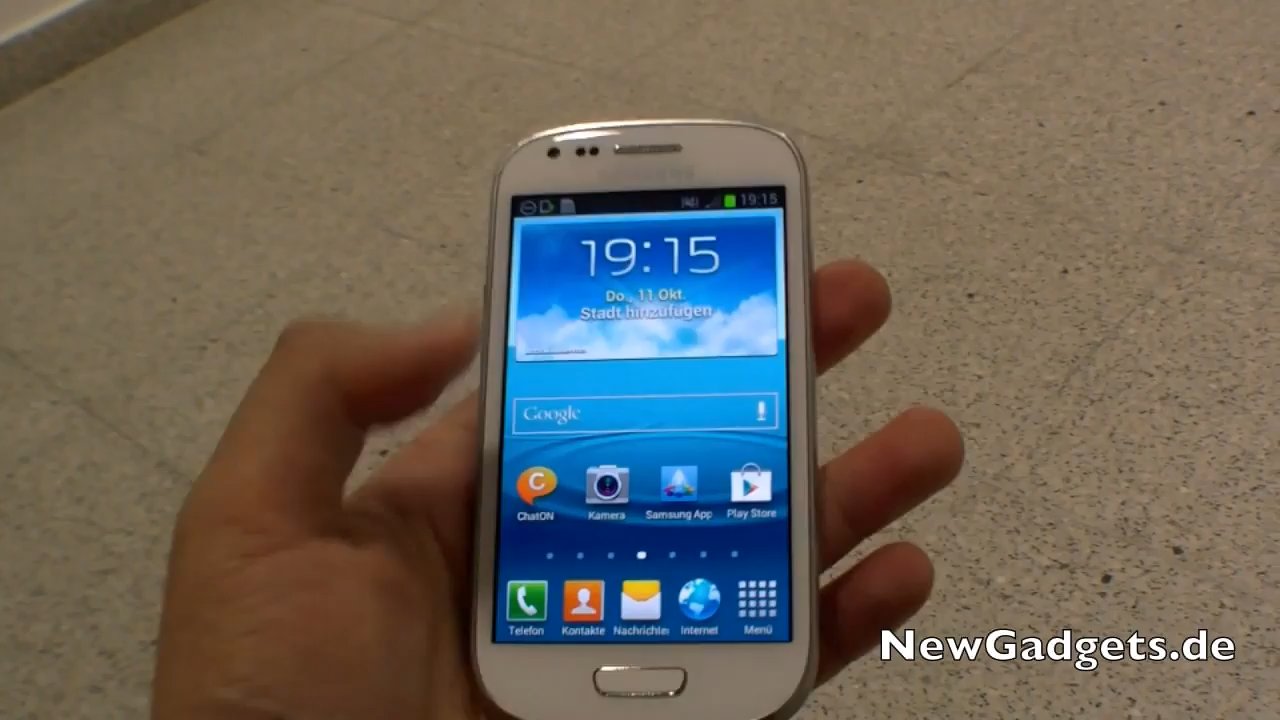 19:15
19:15
Do., 11 Okt.
Stadt hinzufügen
Google
C
ChatON
Kamera
Samsung App
Play Store
Telefon
Kontakte
Nachrichten
Internet
Menü
NewGadgets.de